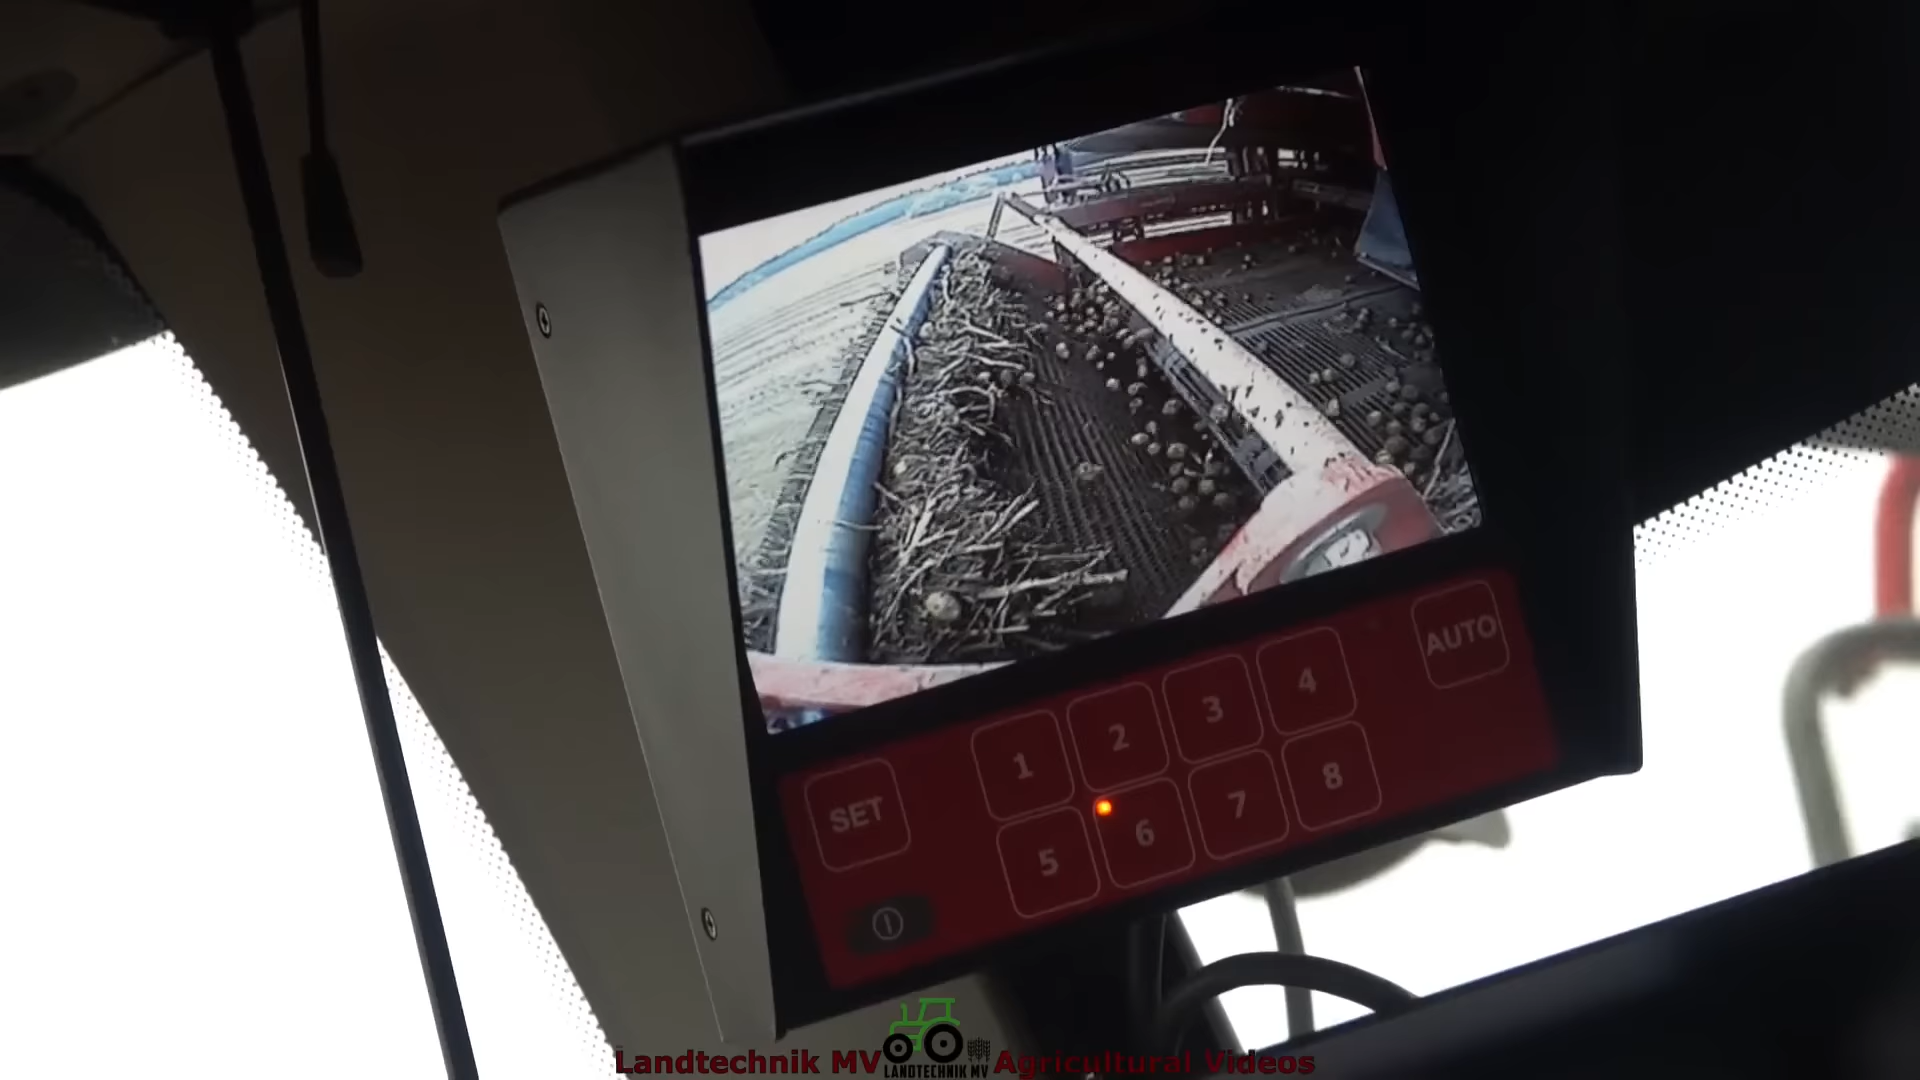 1 2 3 4 AUTO
SET 5 6 7 8
Landtechnik MV Agricultural Videos
LANDTECHNIK MV